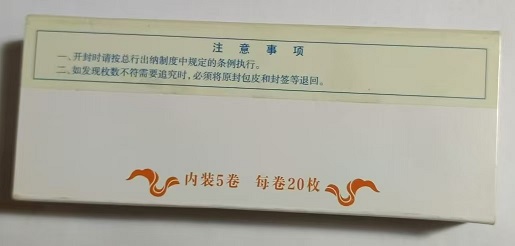 注意事项
一、开封时请按总行出纳制度中规定的条例执行。
二、如发现枚数不符需要追究时，必须将原封包皮和封签等退回。
内装5卷 每卷20枚